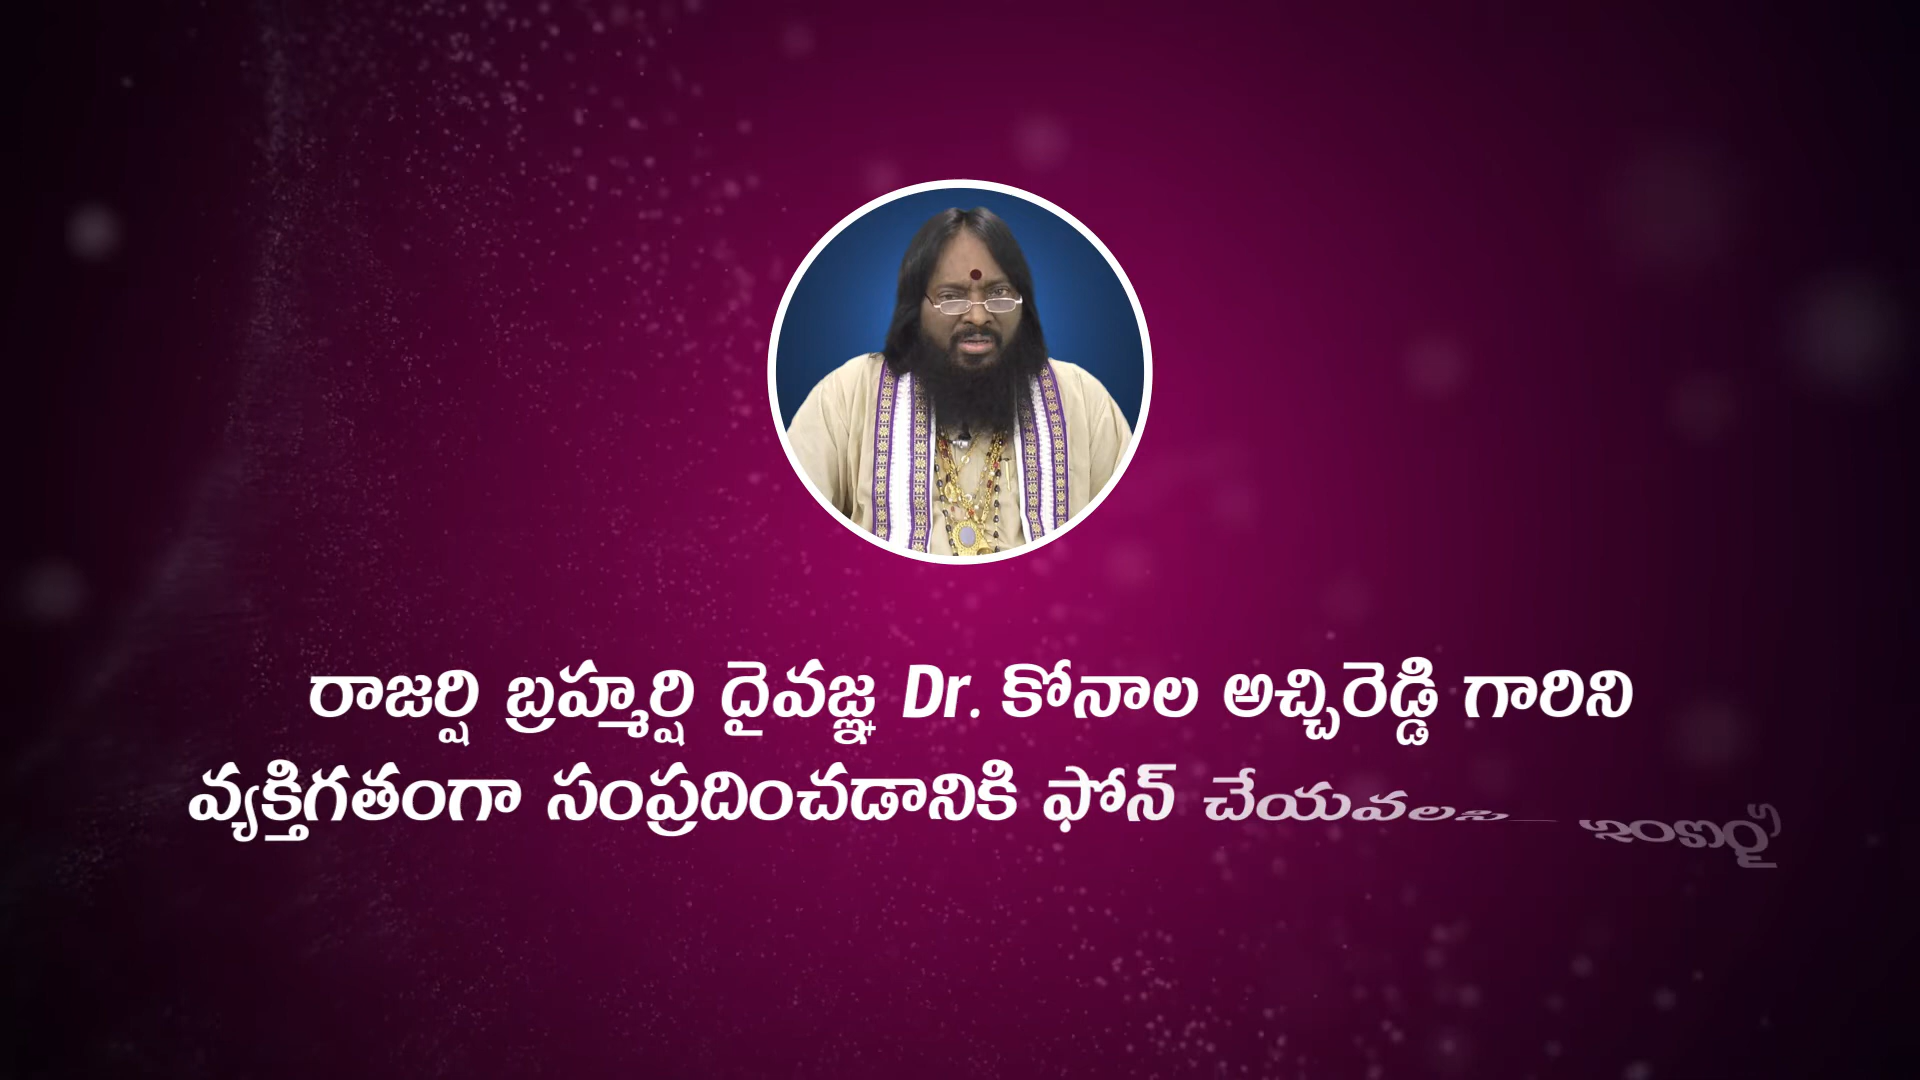 రాజర్షి బ్రహ్మర్షి దైవజ్ఞ Dr. కోనాల అచ్చిరెడ్డి గారిని
వ్యక్తిగతంగా సంప్రదించడానికి ఫోన్